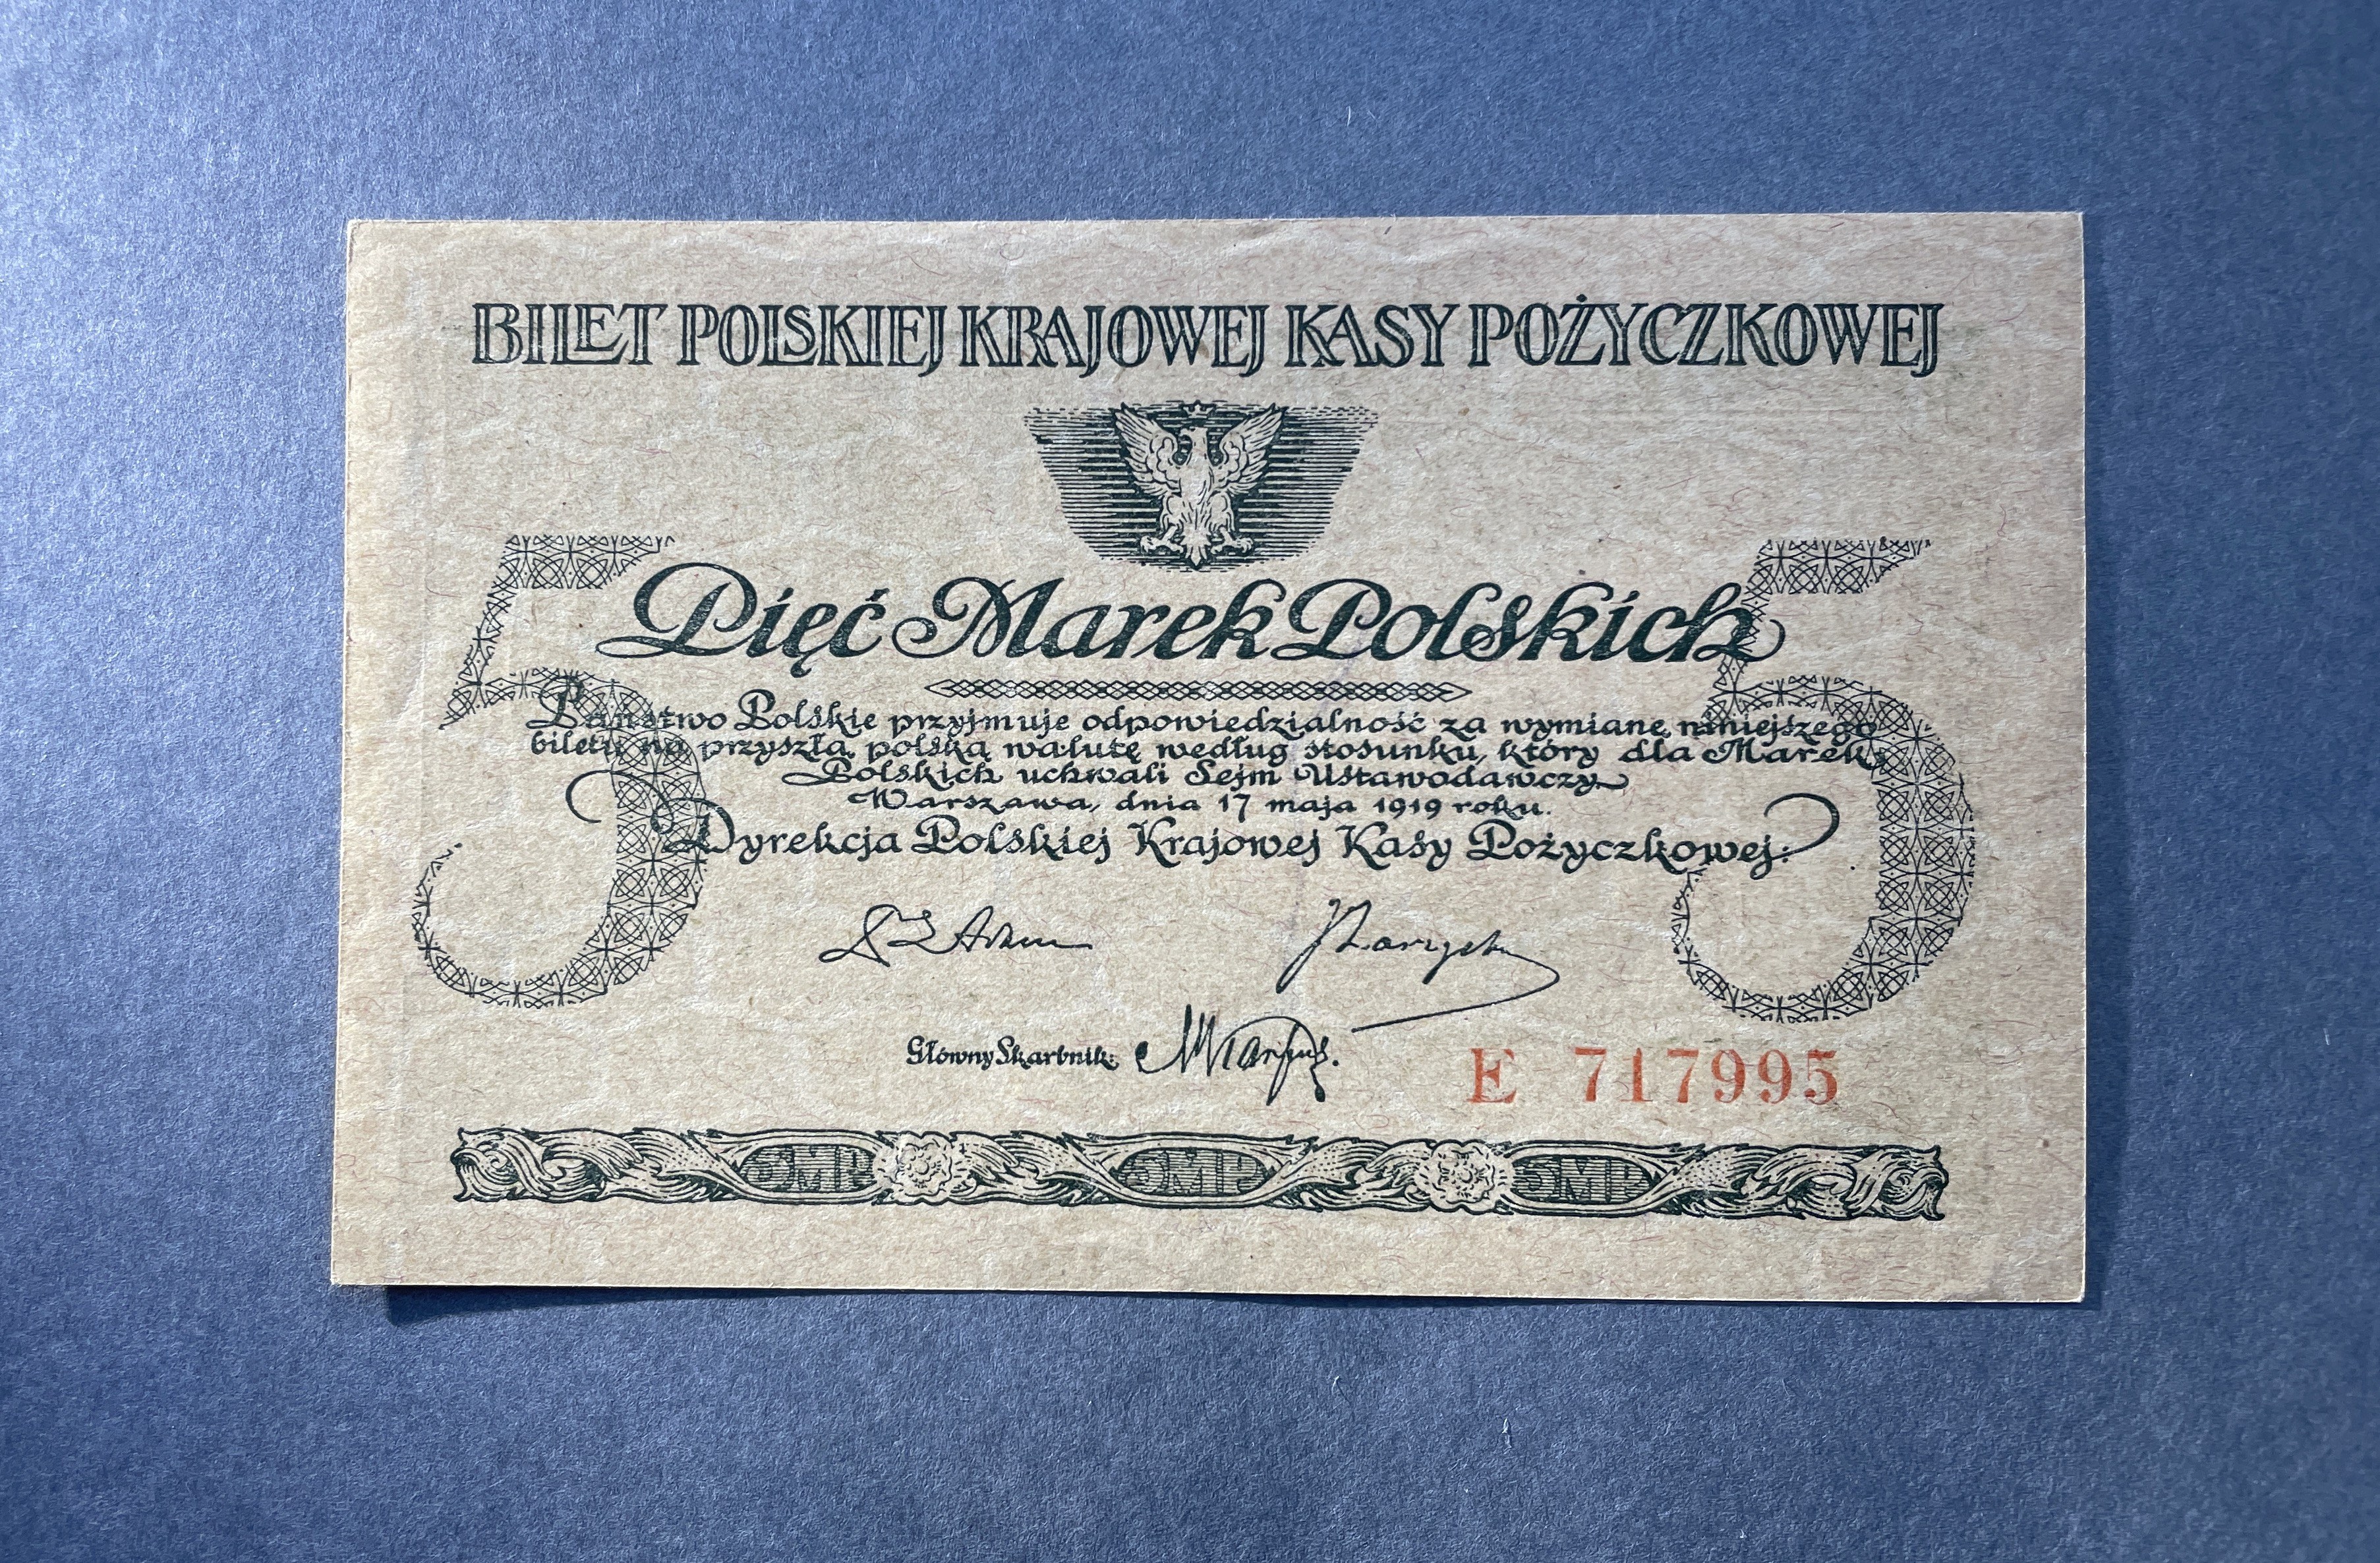 BILET POLSKIEJ KRAJOWEJ KASY POŻYCZKOWEJ
5 5
Pięć Marek Polskich
Państwo Polskie przyjmuje odpowiedzialność za wymianę niniejszego
biletu na przyszłą polską walutę według stosunku, który dla Marek
Polskich uchwali Sejm Ustawodawczy
Warszawa, dnia 17 maja 1919 roku.
Dyrekcja Polskiej Krajowej Kasy Pożyczkowej:
Główny Skarbnik:
E 717995
5MP 5MP 5MP